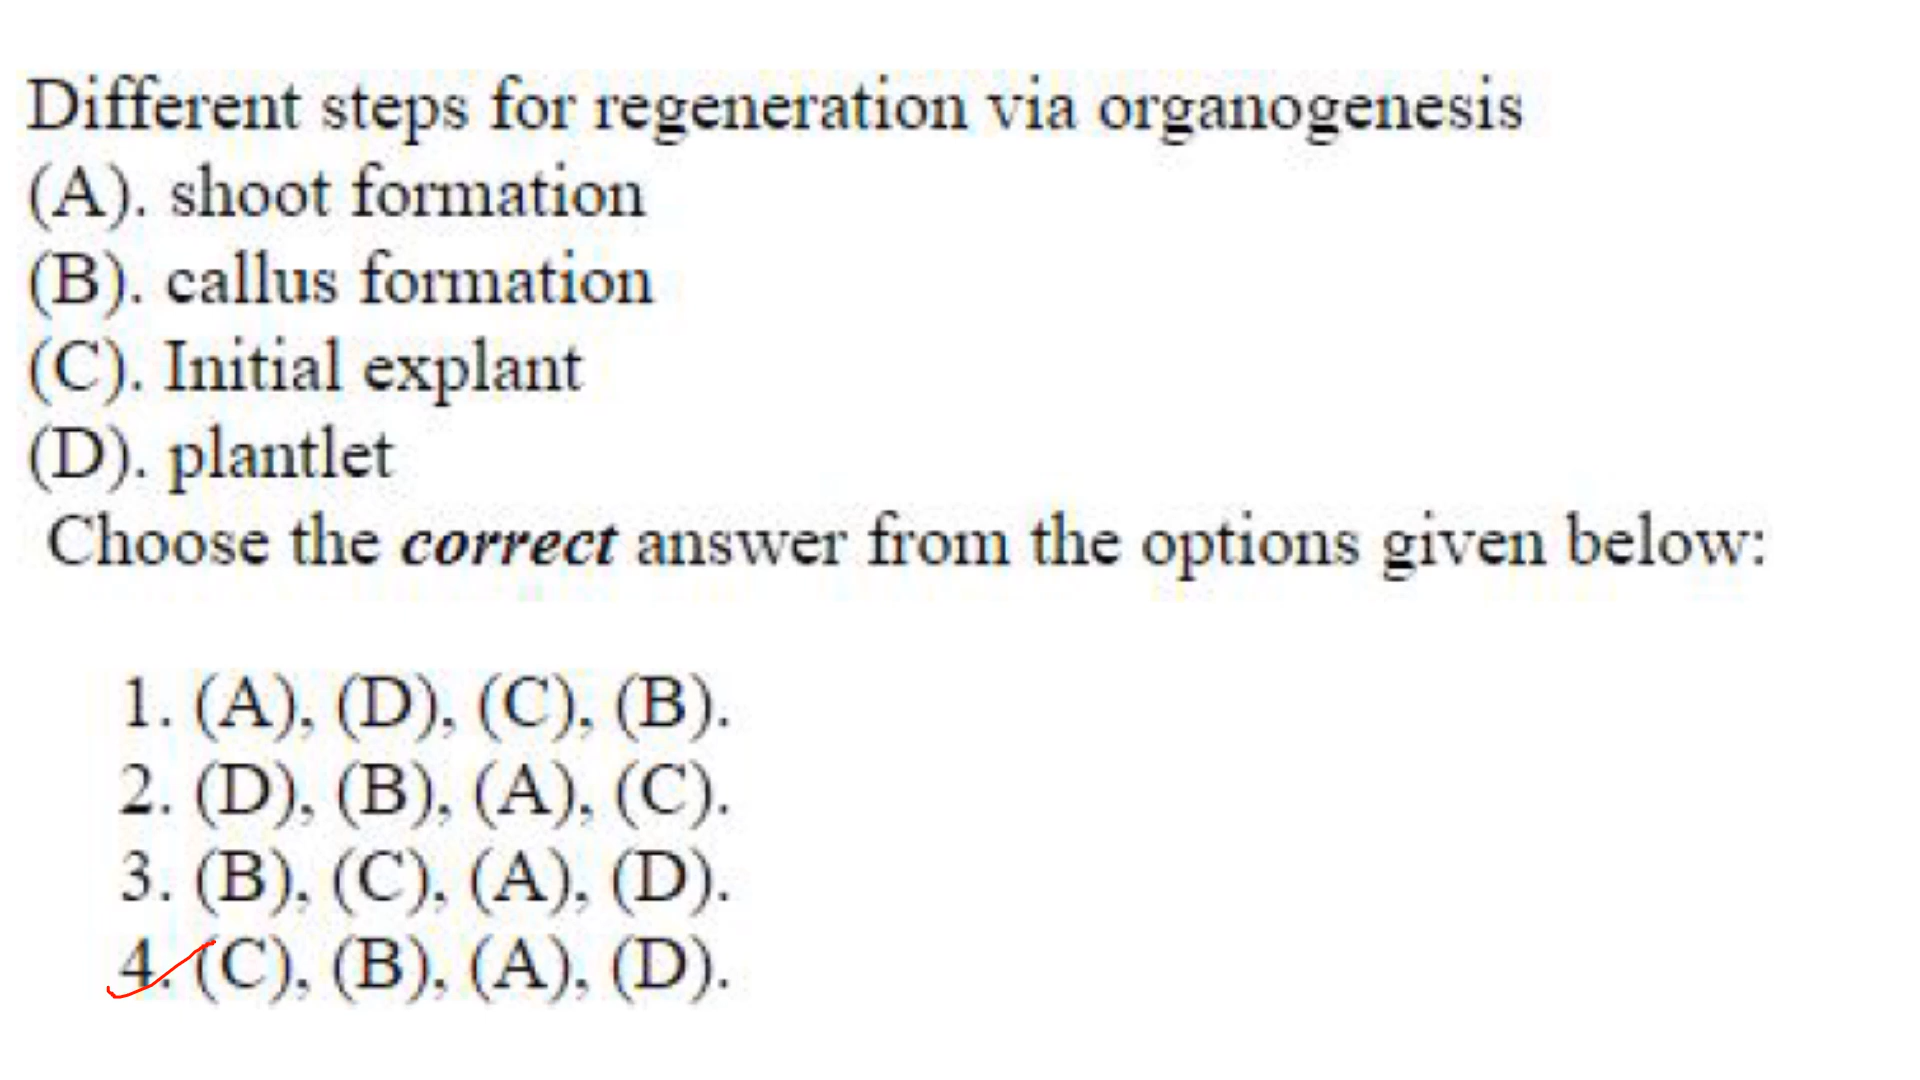 Different steps for regeneration via organogenesis
(A). shoot formation
(B). callus formation
(C). Initial explant
(D). plantlet
Choose the correct answer from the options given below:
1. (A), (D), (C), (B).
2. (D), (B), (A), (C).
3. (B), (C), (A), (D).
4. (C), (B), (A), (D).